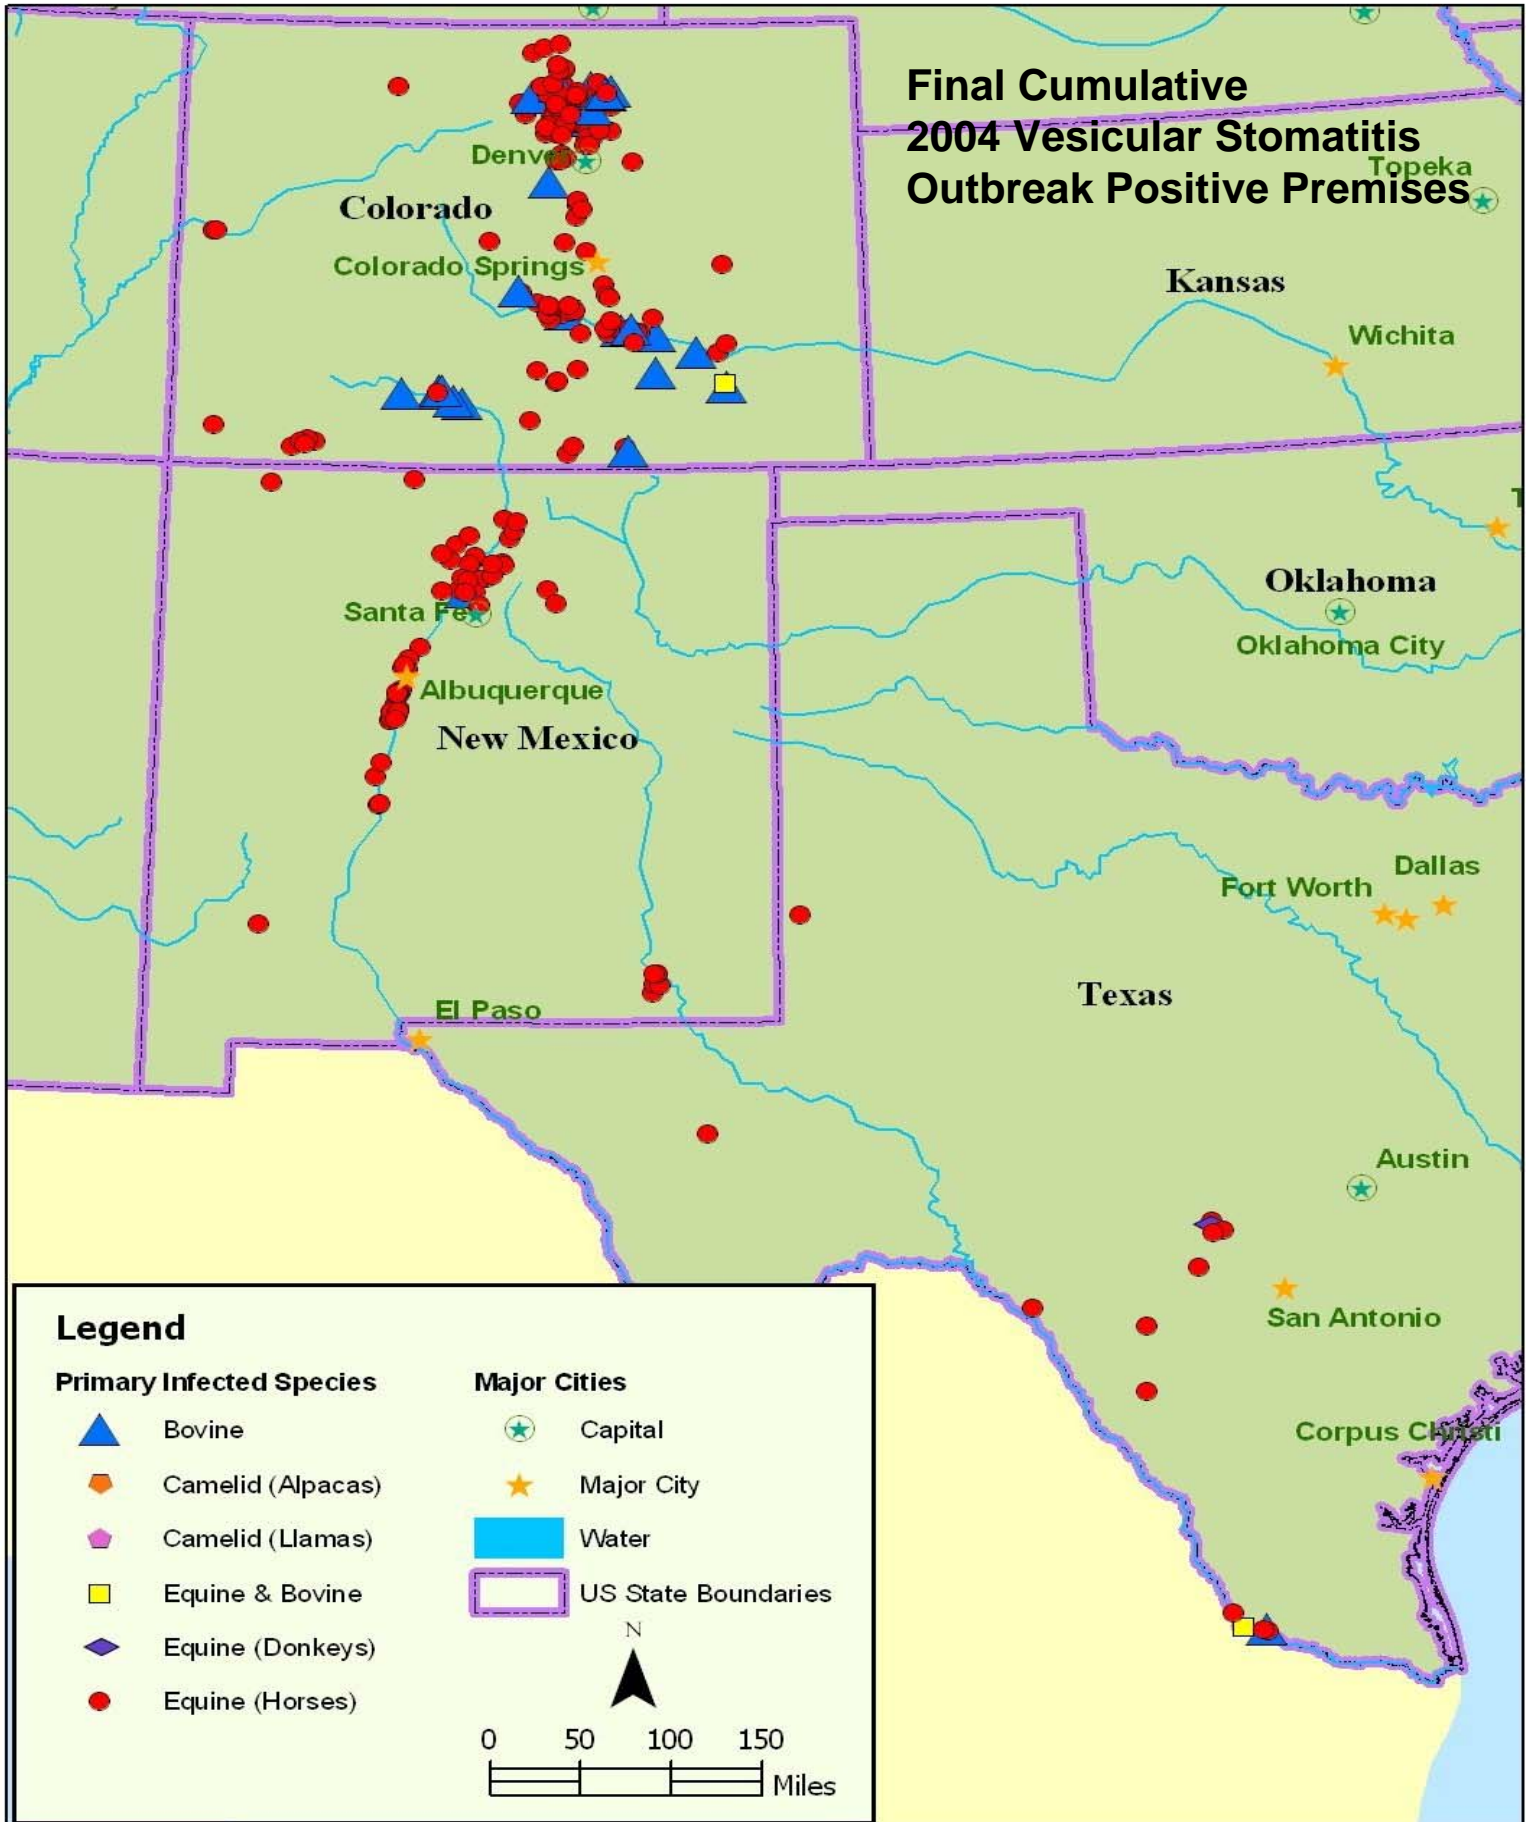 Final Cumulative
2004 Vesicular Stomatitis
Outbreak Positive Premises
Denver
Topeka
Colorado
Colorado Springs
Kansas
Wichita
T
Oklahoma
Santa Fe
Oklahoma City
Albuquerque
New Mexico
Dallas
Fort Worth
Texas
El Paso
Austin
San Antonio
Corpus Christi
Legend
Primary Infected Species
Bovine
Camelid (Alpacas)
Camelid (Llamas)
Equine & Bovine
Equine (Donkeys)
Equine (Horses)
Major Cities
Capital
Major City
Water
US State Boundaries
N
0 50 100 150
Miles